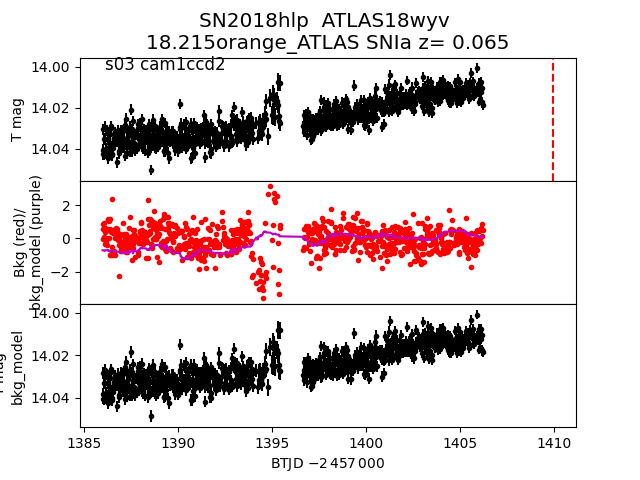 SN2018hlp ATLAS18wyv
18.215orange_ATLAS SNIa z= 0.065
s03 cam1ccd2
14.00
14.02
14.04
T mag
2
0
−2
Bkg (red)/
bkg_model (purple)
14.00
14.02
14.04
mag
bkg_model
1385
1390
1395
1400
1405
1410
BTJD −2 457 000